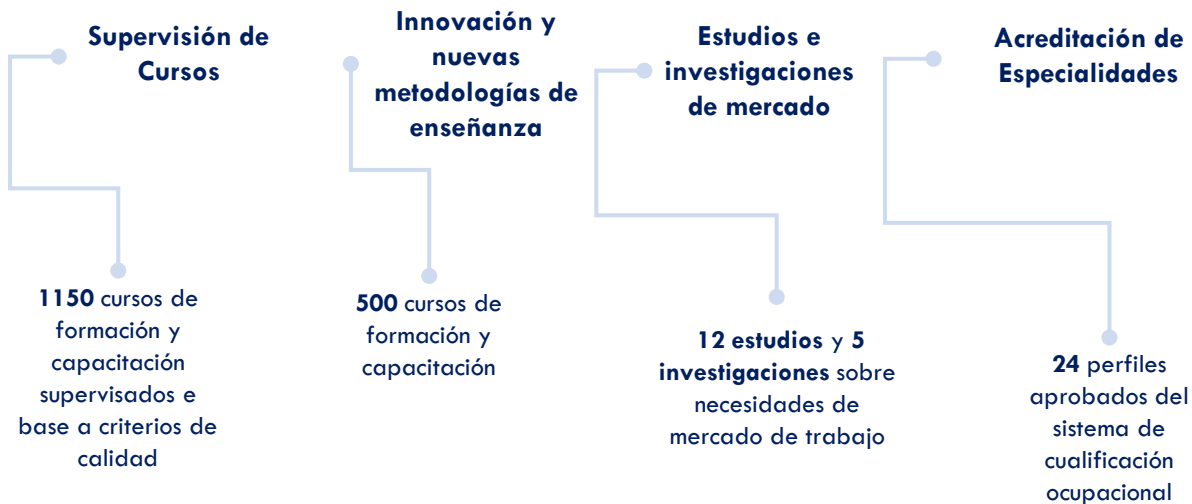 Supervisión de
Cursos
Innovación y
nuevas
metodologías de
enseñanza
Estudios e
investigaciones
de mercado
Acreditación de
Especialidades
1150 cursos de
formación y
capacitación
supervisados e
base a criterios de
calidad
500 cursos de
formación y
capacitación
12 estudios y 5
investigaciones sobre
necesidades de
mercado de trabajo
24 perfiles
aprobados del
sistema de
cualificación
ocupacional